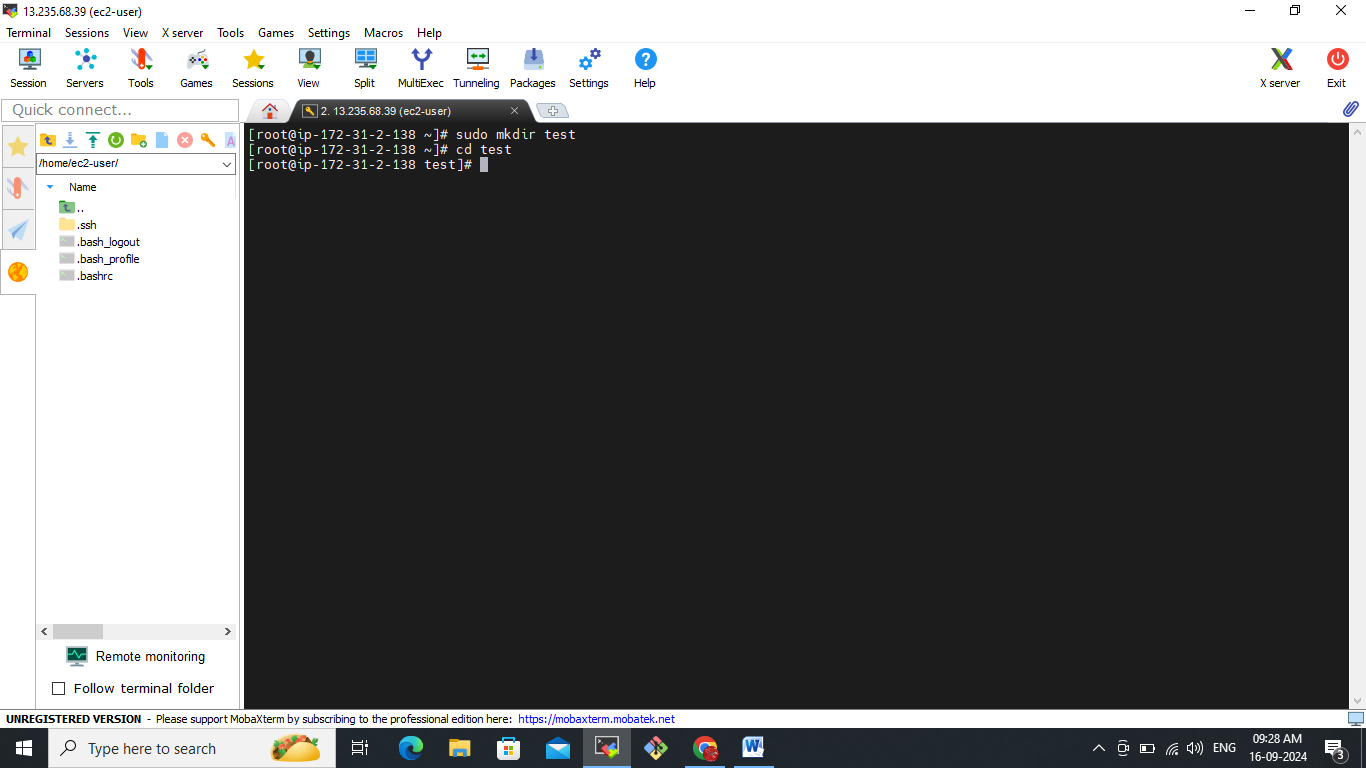 13.235.68.39 (ec2-user)
Terminal Sessions View X server Tools Games Settings Macros Help
Session Servers Tools Games Sessions View Split MultiExec Tunneling Packages Settings Help X server Exit
Quick connect...
2. 13.235.68.39 (ec2-user)
/home/ec2-user/
Name
..
.ssh
.bash_logout
.bash_profile
.bashrc
[root@ip-172-31-2-138 ~]# sudo mkdir test
[root@ip-172-31-2-138 ~]# cd test
[root@ip-172-31-2-138 test]#
Remote monitoring
Follow terminal folder
UNREGISTERED VERSION - Please support MobaXterm by subscribing to the professional edition here: https://mobaxterm.mobatek.net
Type here to search
ENG
09:28 AM
16-09-2024
3